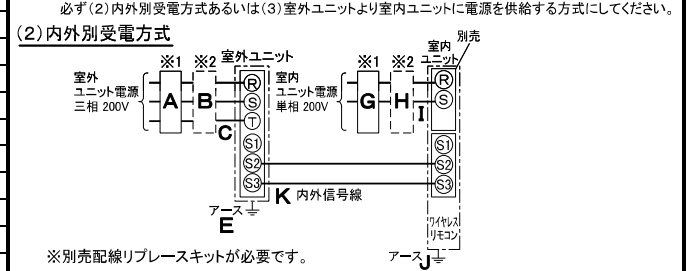 必ず(2)内外別受電方式あるいは(3)室外ユニットより室内ユニットに電源を供給する方式にしてください。
(2)内外別受電方式
室外
ユニット電源
三相 200V
※1
※2
A
B
C
室外ユニット
R
S
T
S1
S2
S3
アース
E
K 内外信号線
室内
ユニット電源
単相 200V
※1
※2
G
H
I
室内
ユニット
別売
R
S
S1
S2
S3
ワイヤレス
リモコン
アース J
※別売配線リプレースキットが必要です。